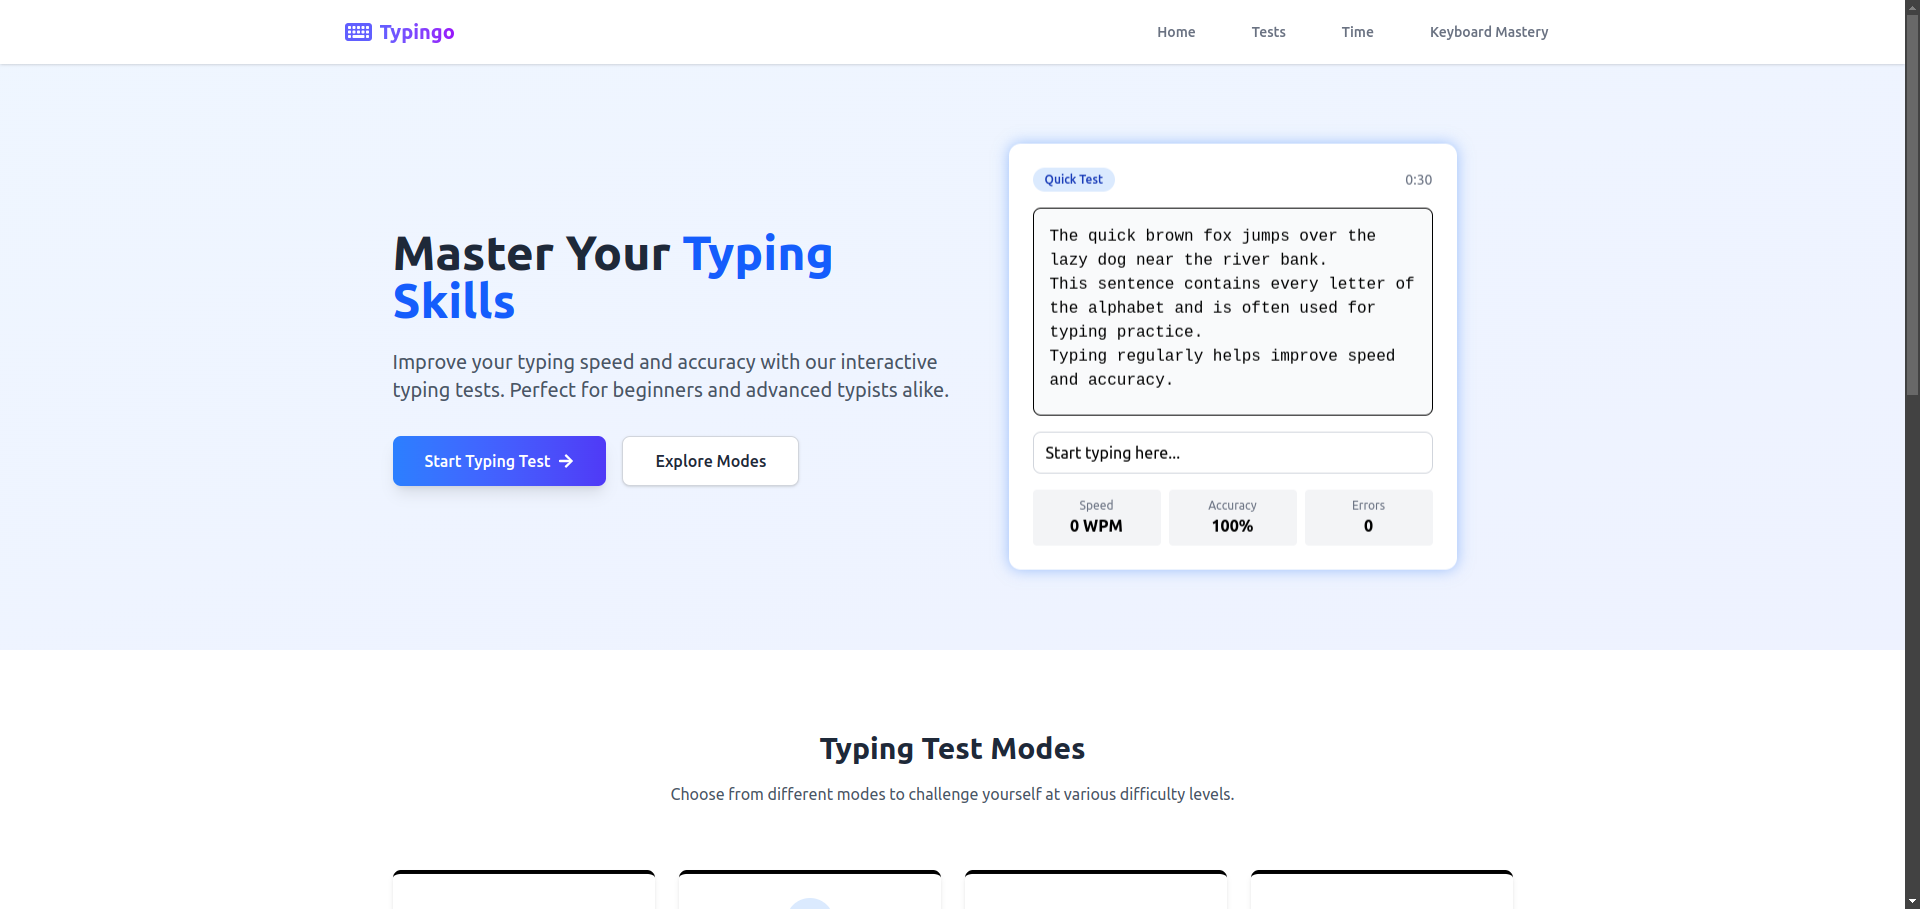 Typingo
Home
Tests
Time
Keyboard Mastery
Master Your Typing
Skills
Improve your typing speed and accuracy with our interactive
typing tests. Perfect for beginners and advanced typists alike.
Start Typing Test
Explore Modes
Quick Test
0:30
The quick brown fox jumps over the
lazy dog near the river bank.
This sentence contains every letter of
the alphabet and is often used for
typing practice.
Typing regularly helps improve speed
and accuracy.
Start typing here...
Speed
0 WPM
Accuracy
100%
Errors
0
Typing Test Modes
Choose from different modes to challenge yourself at various difficulty levels.